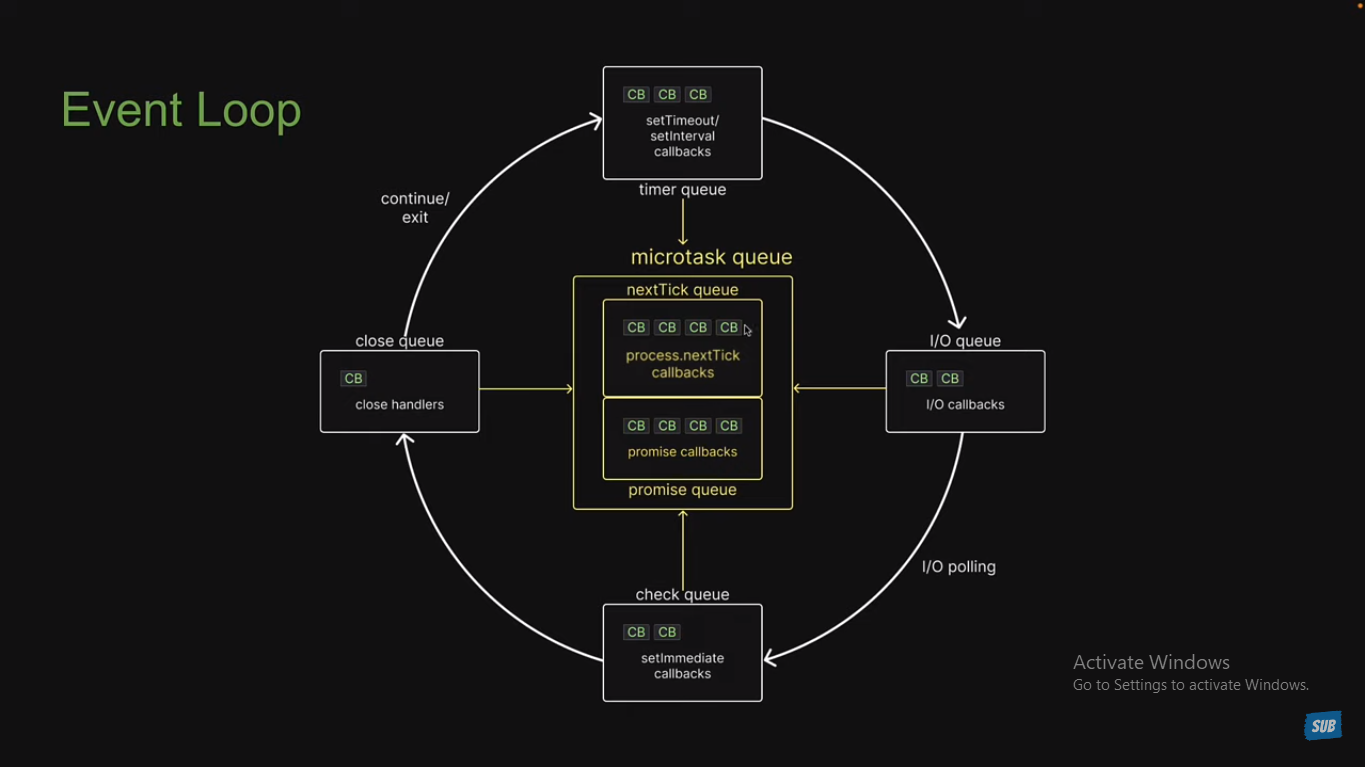 Event Loop
CB CB CB
setTimeout/
setInterval
callbacks
timer queue
continue/
exit
microtask queue
nextTick queue
CB CB CB CB
process.nextTick
callbacks
CB CB CB CB
promise callbacks
promise queue
close queue
CB
close handlers
I/O queue
CB CB
I/O callbacks
I/O polling
check queue
CB CB
setImmediate
callbacks
Activate Windows
Go to Settings to activate Windows.
SUB